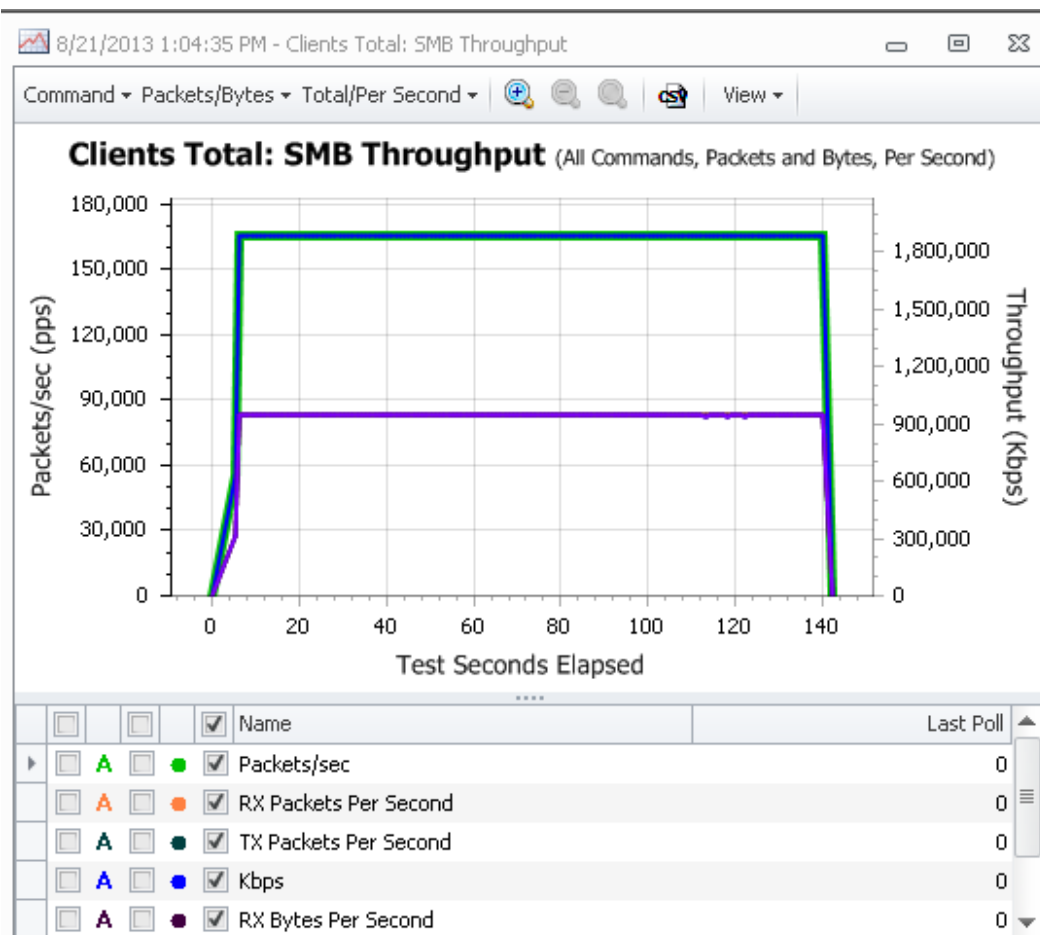 8/21/2013 1:04:35 PM - Clients Total: SMB Throughput
Command Packets/Bytes Total/Per Second csv View
Clients Total: SMB Throughput (All Commands, Packets and Bytes, Per Second)
180,000
150,000
120,000
90,000
60,000
30,000
0
Packets/sec (pps)
1,800,000
1,500,000
1,200,000
900,000
600,000
300,000
0
Throughput (Kbps)
0 20 40 60 80 100 120 140
Test Seconds Elapsed
Name Last Poll
A Packets/sec 0
A RX Packets Per Second 0
A TX Packets Per Second 0
A Kbps 0
A RX Bytes Per Second 0